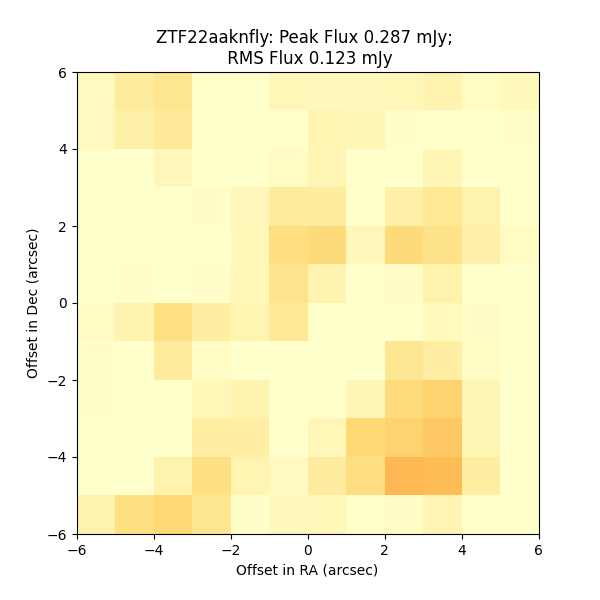 ZTF22aaknfly: Peak Flux 0.287 mJy;
RMS Flux 0.123 mJy
6
4
2
0
−2
−4
−6
Offset in Dec (arcsec)
−6 −4 −2 0 2 4 6
Offset in RA (arcsec)